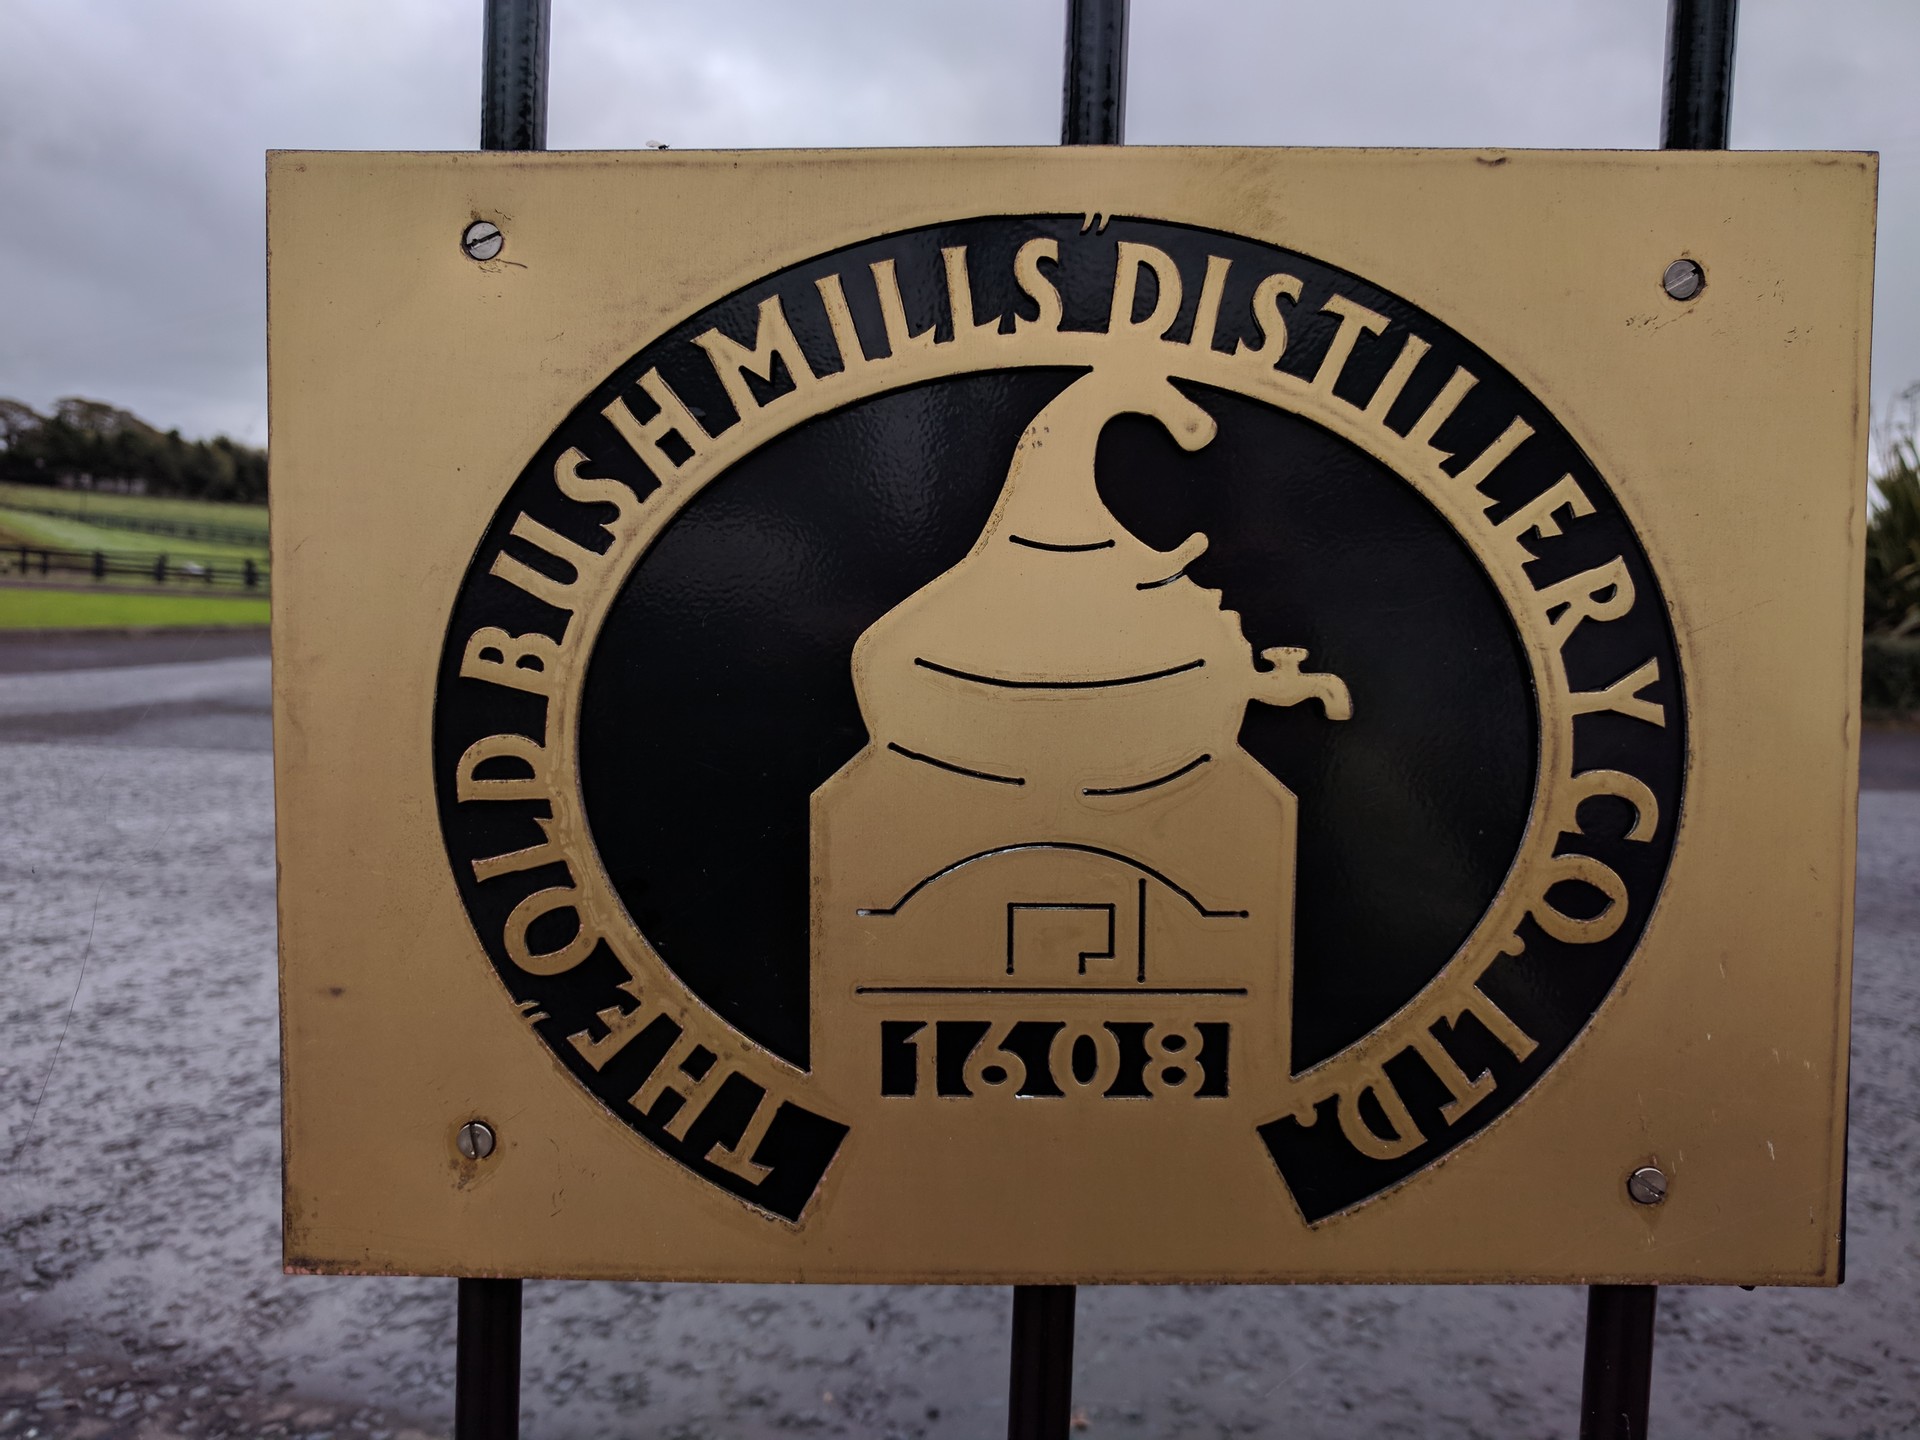 THE "OLD BUSHMILLS" DISTILLERY CO. LTD.
1608